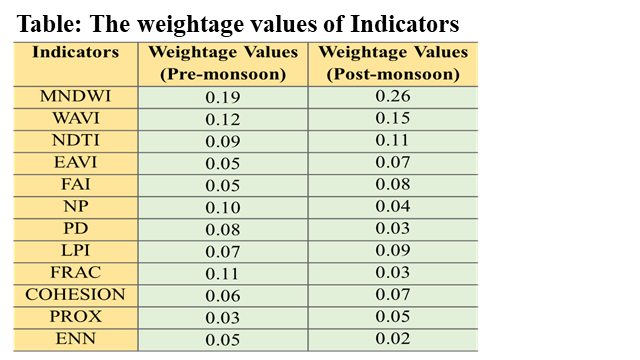 Table: The weightage values of Indicators
Indicators Weightage Values Weightage Values
(Pre-monsoon) (Post-monsoon)
MNDWI 0.19 0.26
WAVI 0.12 0.15
NDTI 0.09 0.11
EAVI 0.05 0.07
FAI 0.05 0.08
NP 0.10 0.04
PD 0.08 0.03
LPI 0.07 0.09
FRAC 0.11 0.03
COHESION 0.06 0.07
PROX 0.03 0.05
ENN 0.05 0.02